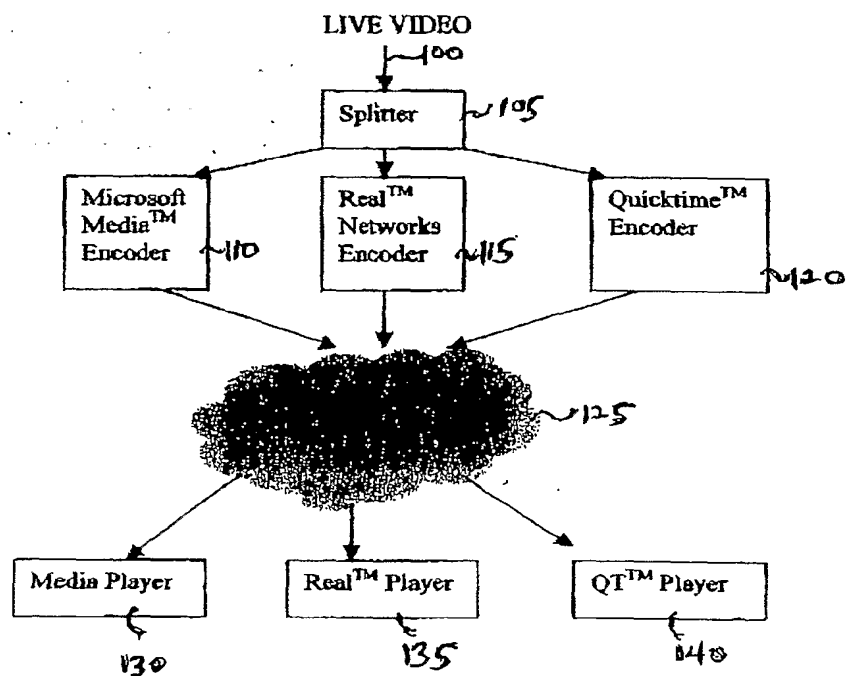 LIVE VIDEO
100
Splitter
105
Microsoft
Media™
Encoder
110
Real™
Networks
Encoder
115
Quicktime™
Encoder
120
125
Media Player
Real™ Player
QT™ Player
130
135
140